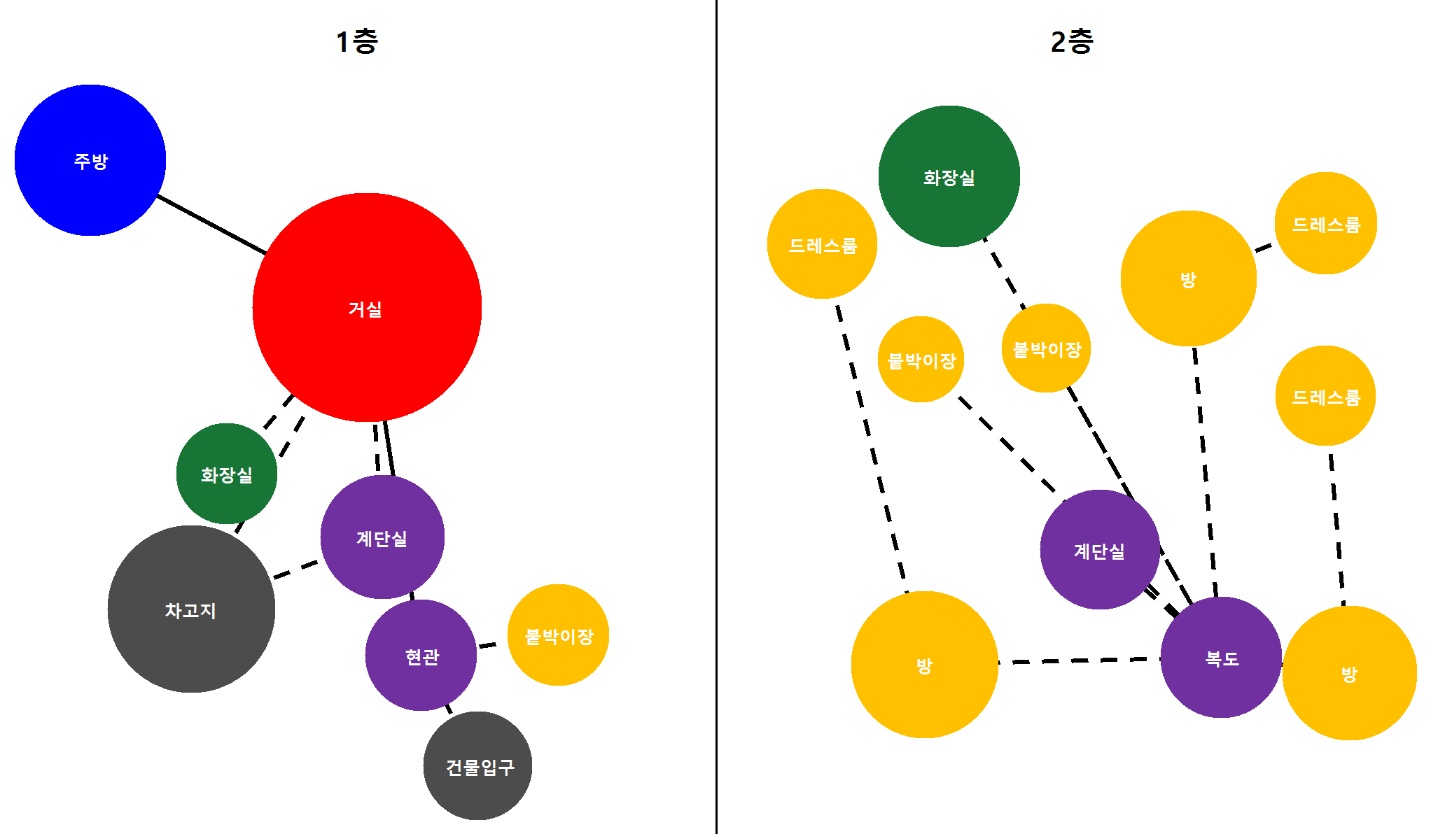 1층
주방
거실
화장실
계단실
차고지
현관
붙박이장
건물입구
2층
화장실
드레스룸
드레스룸
방
붙박이장
붙박이장
드레스룸
계단실
복도
방
방